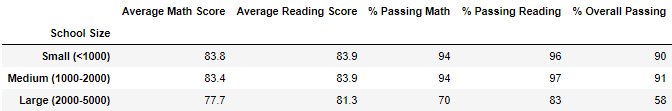 Average Math Score Average Reading Score % Passing Math % Passing Reading % Overall Passing
School Size
Small (<1000) 83.8 83.9 94 96 90
Medium (1000-2000) 83.4 83.9 94 97 91
Large (2000-5000) 77.7 81.3 70 83 58